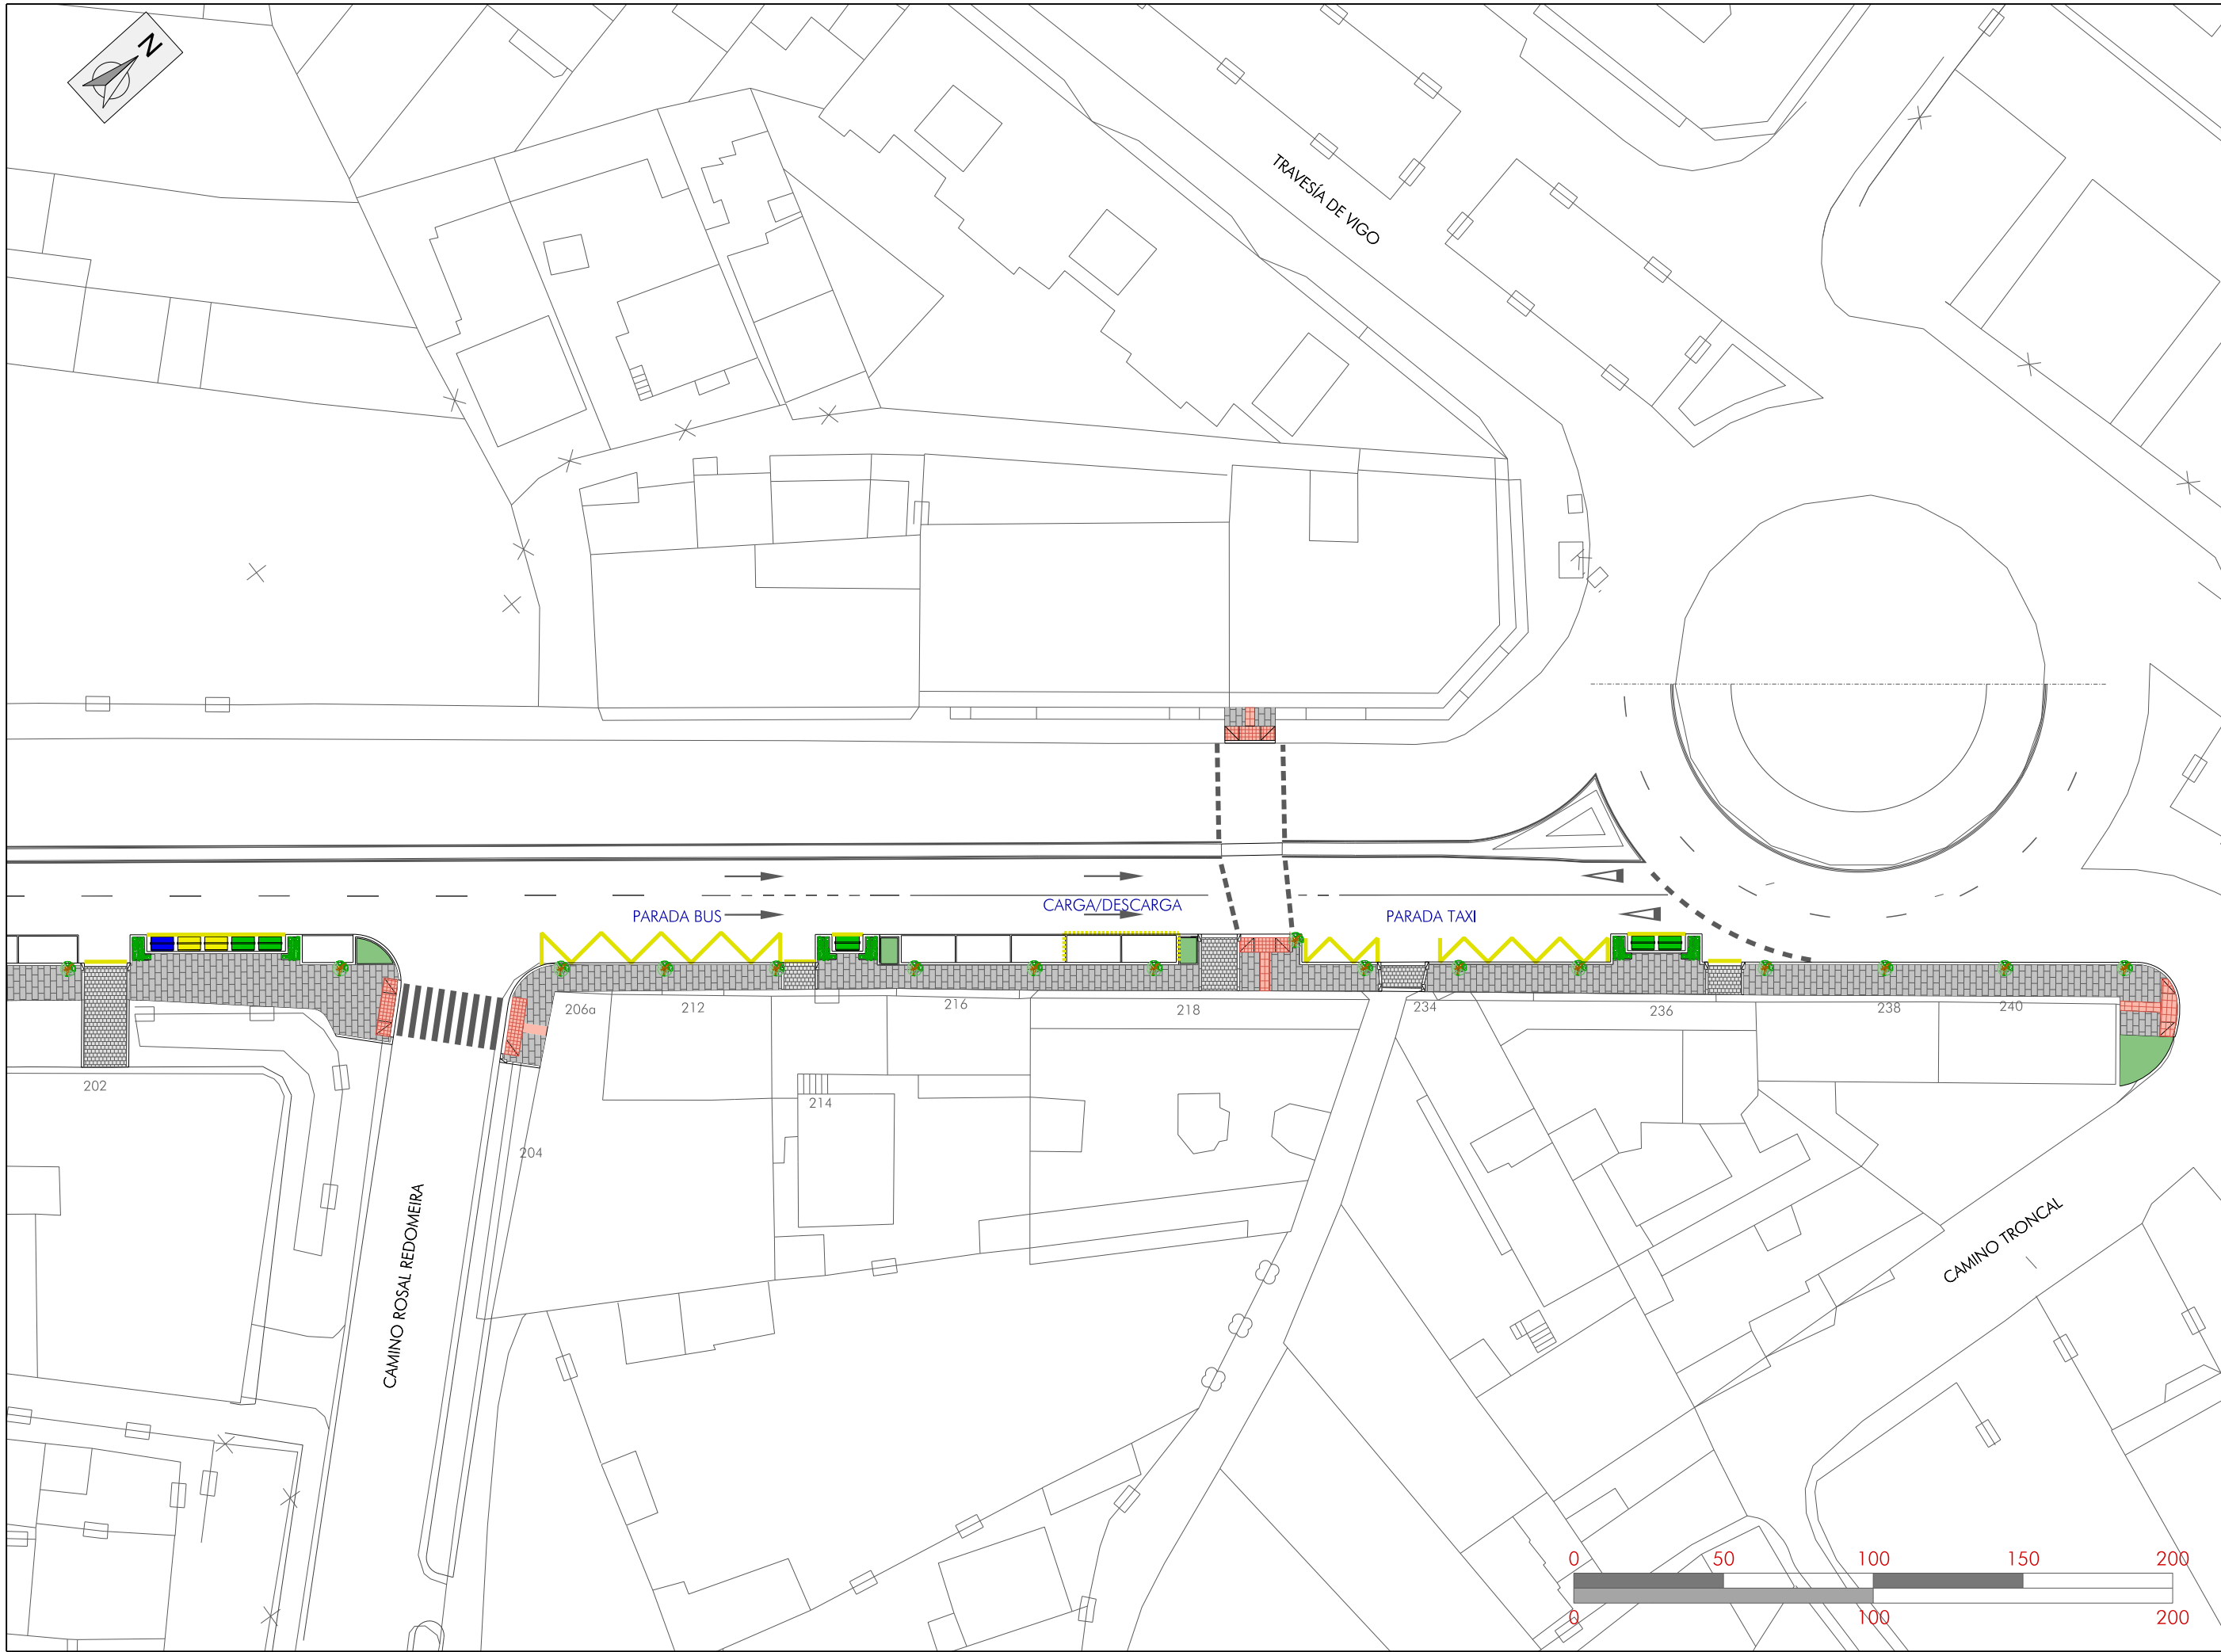 N
TRAVESÍA DE VIGO
CARGA/DESCARGA
PARADA BUS
PARADA TAXI
206a
212
216
218
234
236
238
240
202
214
204
CAMINO ROSAL REDOMEIRA
CAMINO TRONCAL
0 50 100 150 200
0 100 200